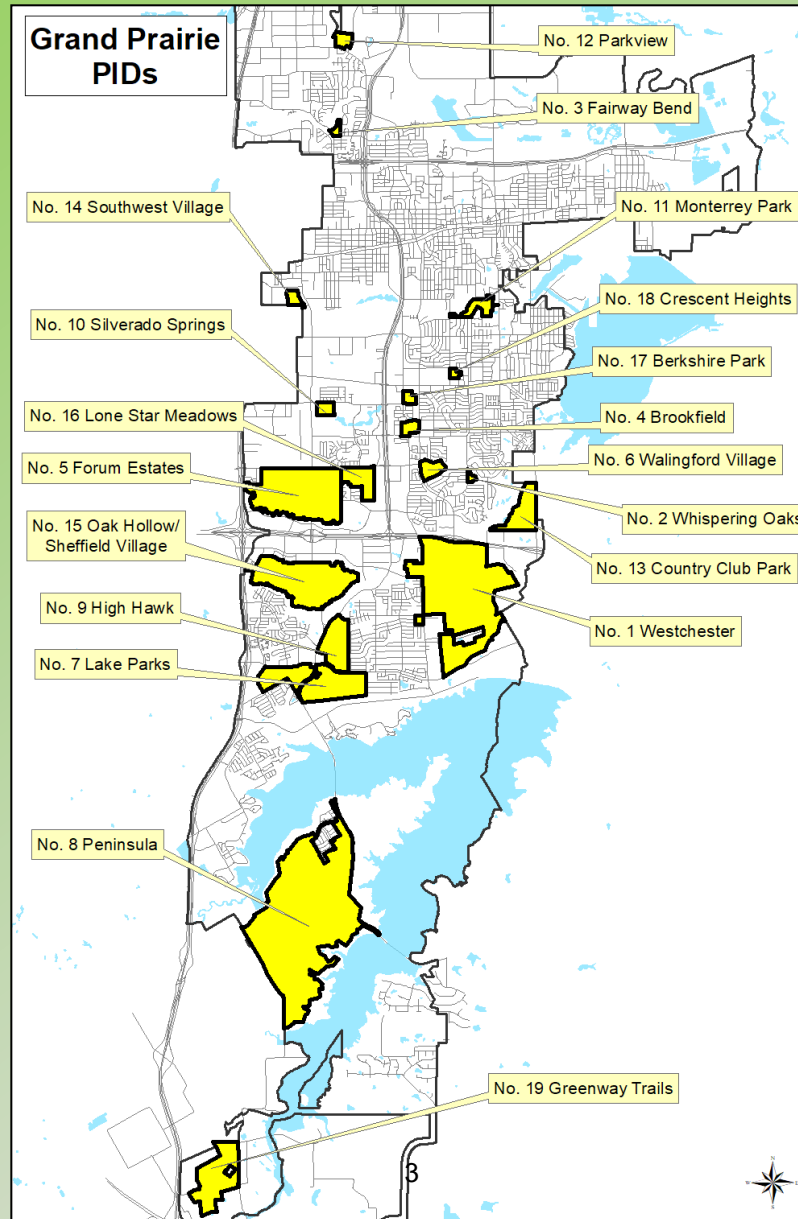 Grand Prairie
PIDs
No. 12 Parkview
No. 3 Fairway Bend
No. 14 Southwest Village
No. 11 Monterrey Park
No. 18 Crescent Heights
No. 10 Silverado Springs
No. 17 Berkshire Park
No. 16 Lone Star Meadows
No. 4 Brookfield
No. 5 Forum Estates
No. 6 Walingford Village
No. 15 Oak Hollow/
Sheffield Village
No. 2 Whispering Oaks
No. 13 Country Club Park
No. 9 High Hawk
No. 1 Westchester
No. 7 Lake Parks
No. 8 Peninsula
No. 19 Greenway Trails
3
N
W
E
S